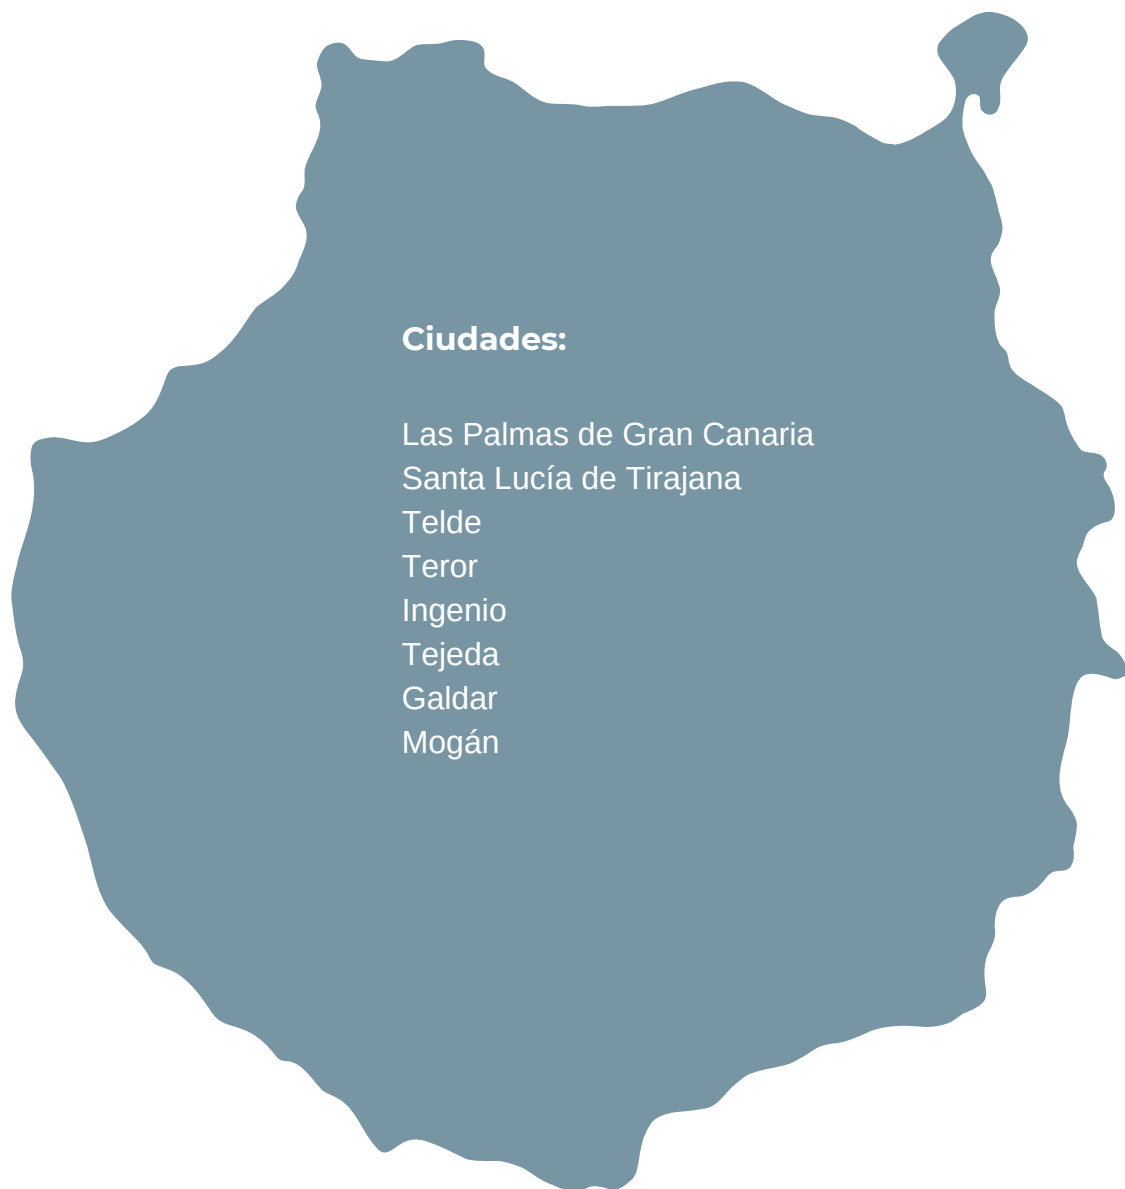 Ciudades:
Las Palmas de Gran Canaria
Santa Lucía de Tirajana
Telde
Teror
Ingenio
Tejeda
Galdar
Mogán